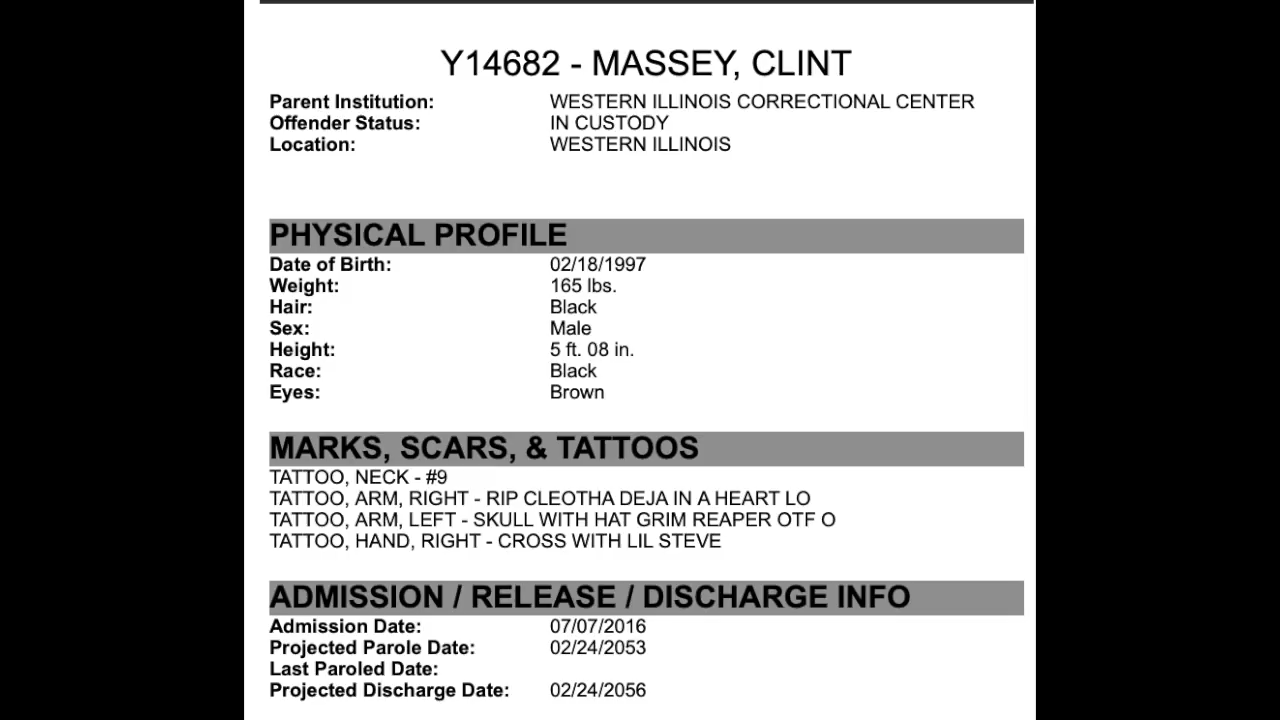 Y14682 - MASSEY, CLINT
Parent Institution: WESTERN ILLINOIS CORRECTIONAL CENTER
Offender Status: IN CUSTODY
Location: WESTERN ILLINOIS
PHYSICAL PROFILE
Date of Birth: 02/18/1997
Weight: 165 lbs.
Hair: Black
Sex: Male
Height: 5 ft. 08 in.
Race: Black
Eyes: Brown
MARKS, SCARS, & TATTOOS
TATTOO, NECK - #9
TATTOO, ARM, RIGHT - RIP CLEOTHA DEJA IN A HEART LO
TATTOO, ARM, LEFT - SKULL WITH HAT GRIM REAPER OTF O
TATTOO, HAND, RIGHT - CROSS WITH LIL STEVE
ADMISSION / RELEASE / DISCHARGE INFO
Admission Date: 07/07/2016
Projected Parole Date: 02/24/2053
Last Paroled Date:
Projected Discharge Date: 02/24/2056